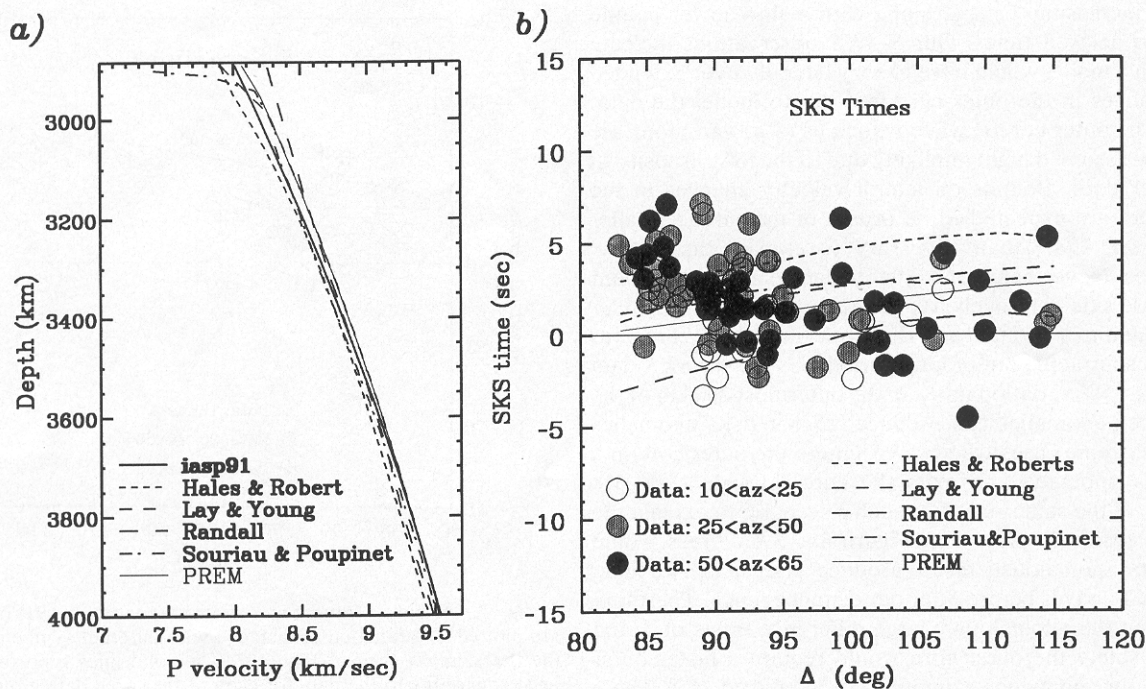 a)
3000
3200
3400
3600
3800
4000
Depth (km)
iasp91
Hales & Robert
Lay & Young
Randall
Souriau & Poupinet
PREM
7
7.5
8
8.5
9
9.5
P velocity (km/sec)
b)
SKS Times
15
10
5
0
-5
-10
-15
SKS time (sec)
Data: 10<az<25
Data: 25<az<50
Data: 50<az<65
Hales & Roberts
Lay & Young
Randall
Souriau&Poupinet
PREM
80
85
90
95
100
105
110
115
120
Δ (deg)